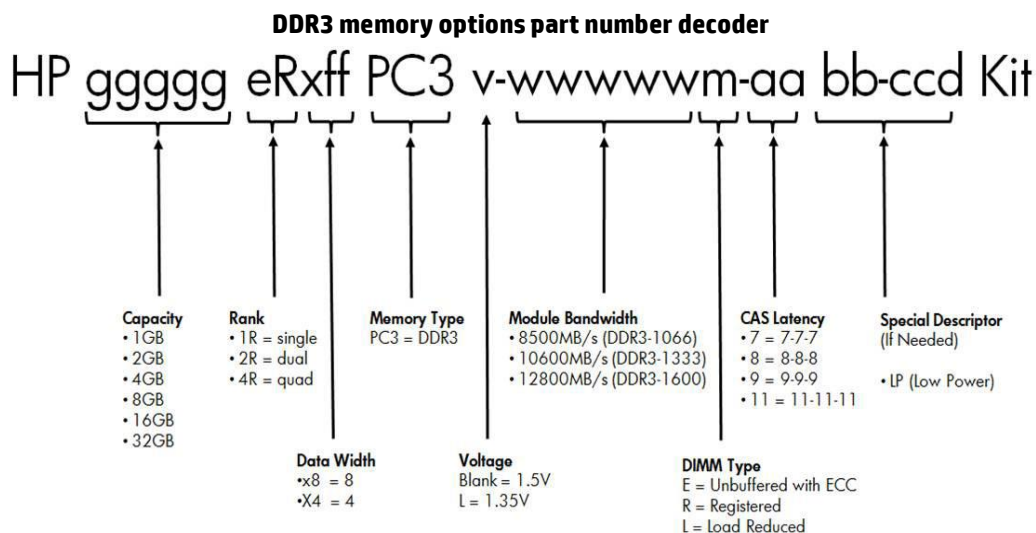 DDR3 memory options part number decoder
HP ggggg eRxff PC3 v-wwwwwm-aa bb-ccd Kit
Capacity
• 1GB
• 2GB
• 4GB
• 8GB
• 16GB
• 32GB
Rank
• 1R = single
• 2R = dual
• 4R = quad
Memory Type
PC3 = DDR3
Module Bandwidth
• 8500MB/s (DDR3-1066)
• 10600MB/s (DDR3-1333)
• 12800MB/s (DDR3-1600)
CAS Latency
• 7 = 7-7-7
• 8 = 8-8-8
• 9 = 9-9-9
• 11 = 11-11-11
Special Descriptor
(If Needed)
• LP (Low Power)
Data Width
•x8 = 8
•X4 = 4
Voltage
Blank = 1.5V
L = 1.35V
DIMM Type
E = Unbuffered with ECC
R = Registered
L = Load Reduced